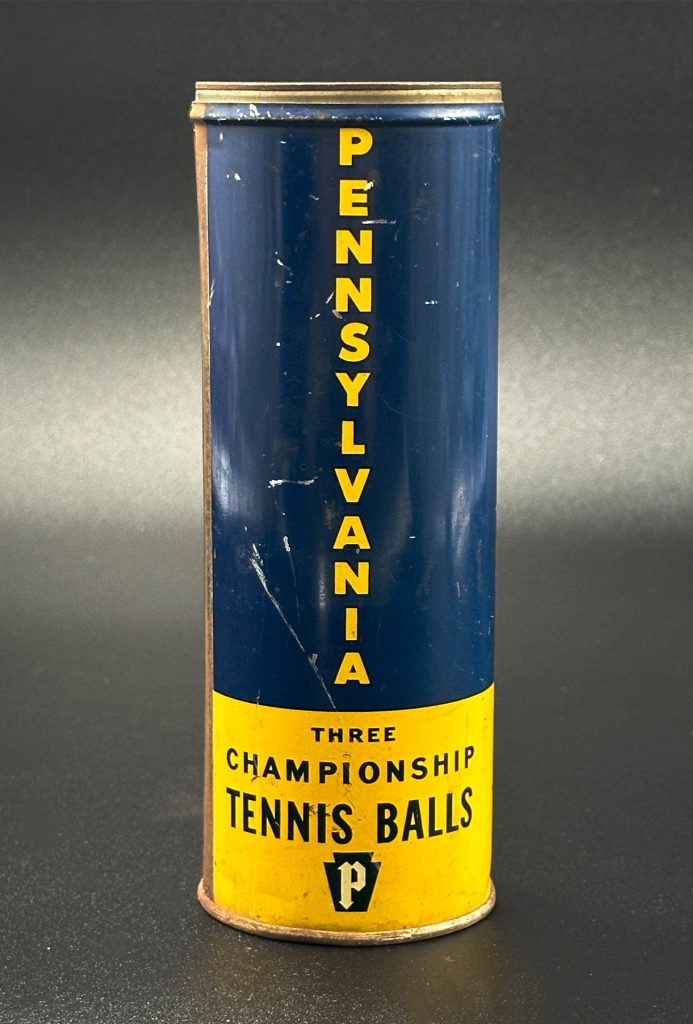 PENNSYLVANIA
THREE
CHAMPIONSHIP
TENNIS BALLS
P